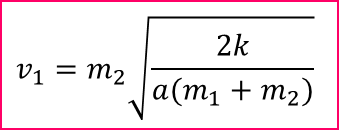 v₁ = m₂√(2k / a(m₁ + m₂))